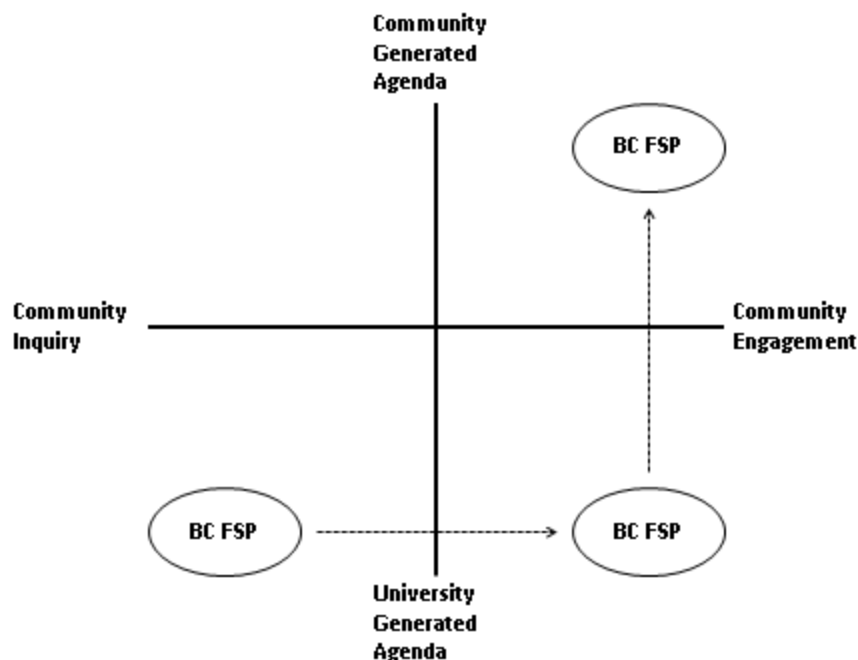 Community
Generated
Agenda
BC FSP
Community
Inquiry
Community
Engagement
BC FSP
BC FSP
University
Generated
Agenda